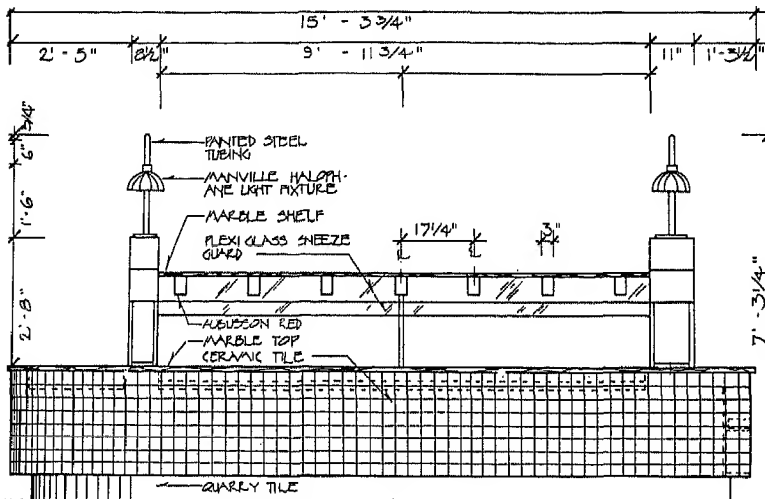 15' - 3 3/4"
2' - 5" 8 1/2" 9' - 11 3/4" 11" 1'-3 1/2"
3/4"
6"
1'-6"
2'-8"
PANTED STEEL
TUBING
MANVILLE HALOPH-
ANE LIGHT FIXTURE
MARBLE SHELF
PLEXI GLASS SNEEZE
GUARD
17 1/4" 3"
7' - 3 1/4"
AUBUSSON RED
MARBLE TOP
CERAMIC TILE
QUARRY TILE